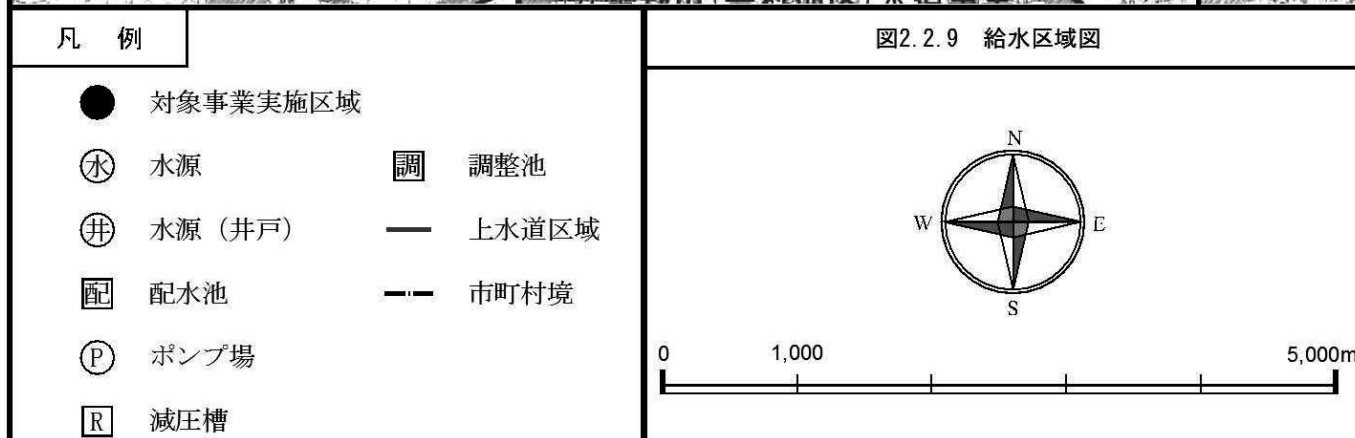 凡 例
対象事業実施区域
水 水源
調 調整池
井 水源（井戸）
上水道区域
配 配水池
市町村境
P ポンプ場
R 減圧槽
図2.2.9 給水区域図
N
W E
S
0 1,000 5,000m